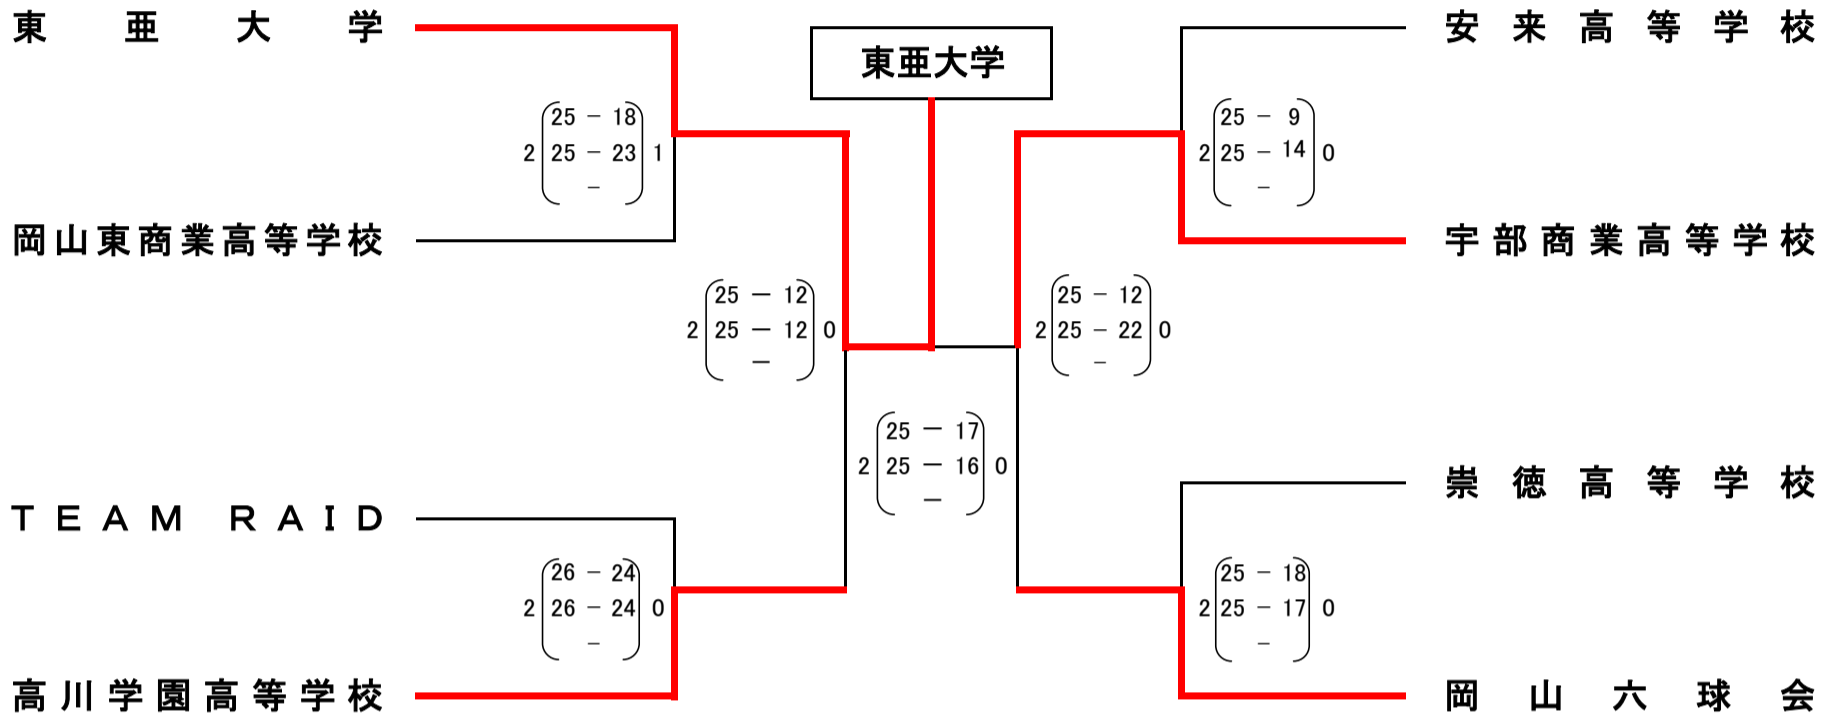 東亜大学
東亜大学
安来高等学校
25 － 18
2 25 － 23 1
－
25 － 9
2 25 － 14 0
－
岡山東商業高等学校
宇部商業高等学校
25 － 12
2 25 － 12 0
－
25 － 12
2 25 － 22 0
－
25 － 17
2 25 － 16 0
－
崇徳高等学校
ＴＥＡＭ ＲＡＩＤ
26 － 24
2 26 － 24 0
－
25 － 18
2 25 － 17 0
－
高川学園高等学校
岡山六球会